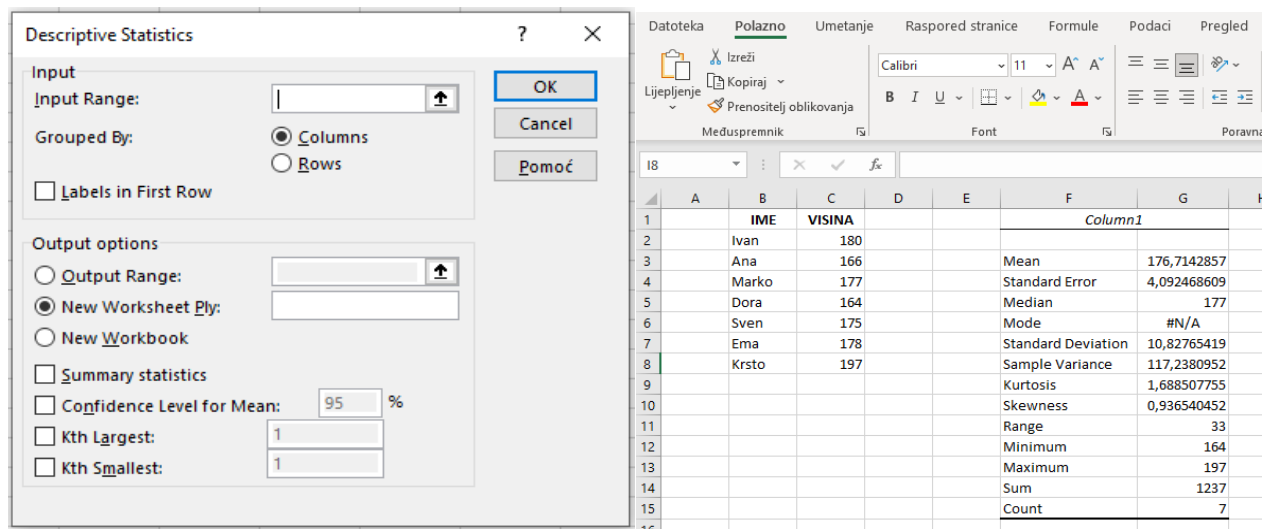 Descriptive Statistics ? ×
Input
Input Range:
Grouped By: Columns
Rows
Labels in First Row
OK
Cancel
Pomoć
Output options
Output Range:
New Worksheet Ply:
New Workbook
Summary statistics
Confidence Level for Mean: 95 %
Kth Largest: 1
Kth Smallest: 1
Datoteka Polazno Umetanje Raspored stranice Formule Podaci Pregled
Lijepljenje
Izreži
Kopiraj
Prenositelj oblikovanja
Međuspremnik
Calibri 11 A A
B I U A
Font
Poravna
I8 fx
A B C D E F G
1 IME VISINA Column1
2 Ivan 180
3 Ana 166 Mean 176,7142857
4 Marko 177 Standard Error 4,092468609
5 Dora 164 Median 177
6 Sven 175 Mode #N/A
7 Ema 178 Standard Deviation 10,82765419
8 Krsto 197 Sample Variance 117,2380952
9 Kurtosis 1,688507755
10 Skewness 0,936540452
11 Range 33
12 Minimum 164
13 Maximum 197
14 Sum 1237
15 Count 7